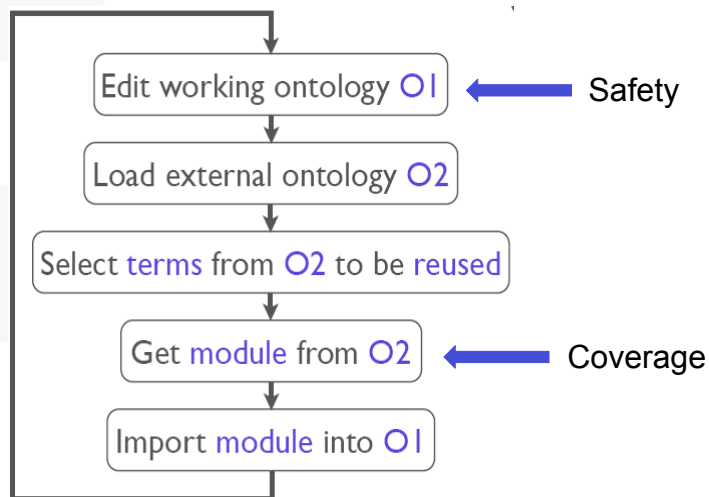 Edit working ontology O1
Safety
Load external ontology O2
Select terms from O2 to be reused
Get module from O2
Coverage
Import module into O1